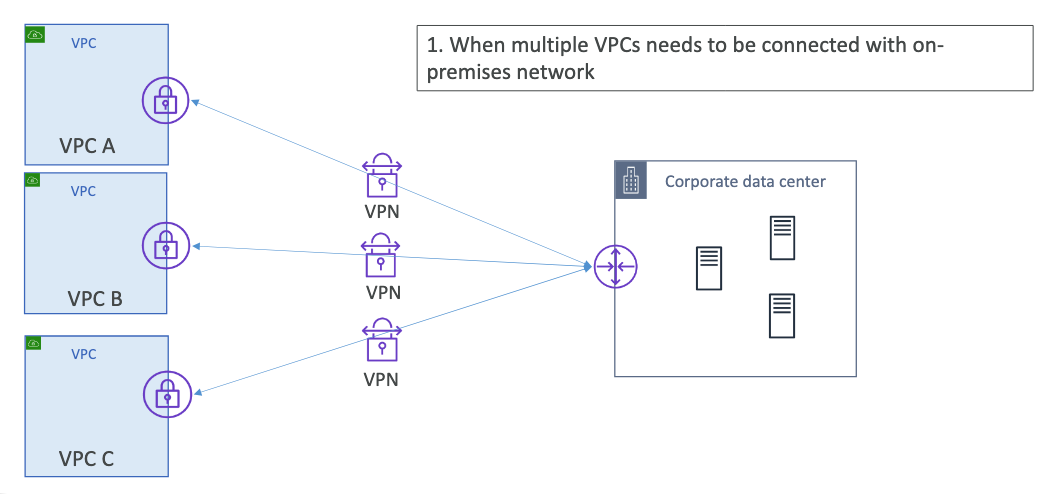 1. When multiple VPCs needs to be connected with on-
premises network
VPC
VPC A
VPC
VPC B
VPC
VPC C
VPN
VPN
VPN
Corporate data center